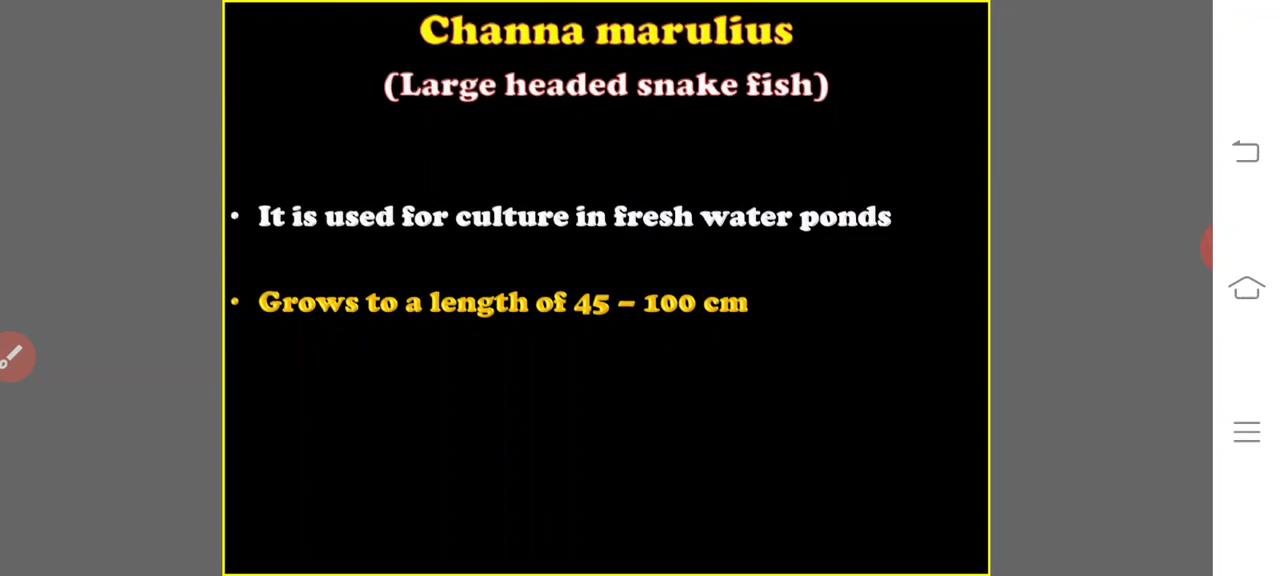 Channa marulius
(Large headed snake fish)
• It is used for culture in fresh water ponds
• Grows to a length of 45 – 100 cm